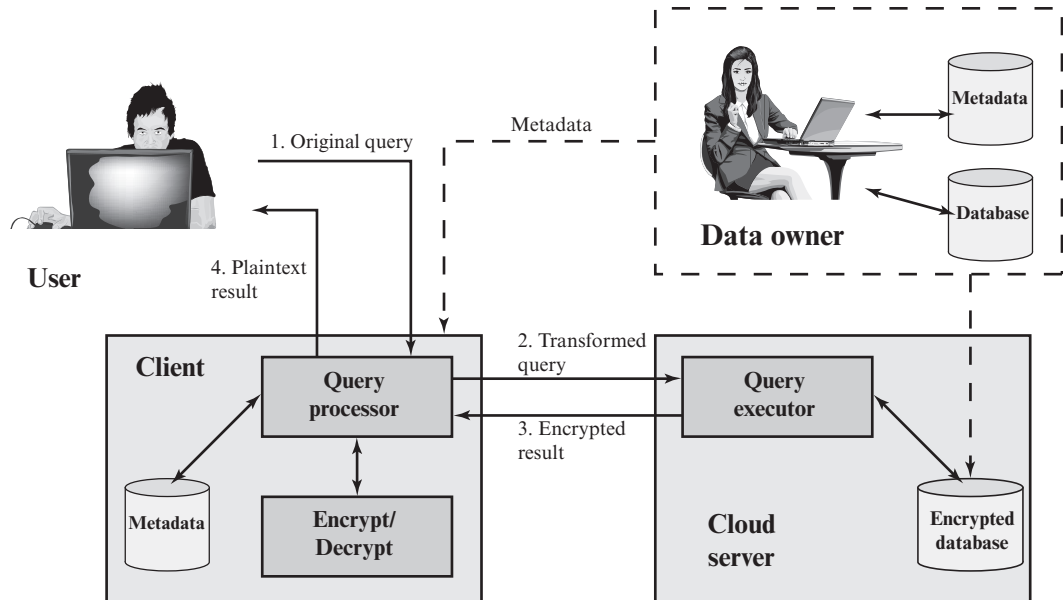 Metadata
Metadata
1. Original query
Database
Data owner
User
4. Plaintext
result
Client
Query
processor
2. Transformed
query
3. Encrypted
result
Query
executor
Metadata
Encrypt/
Decrypt
Cloud
server
Encrypted
database